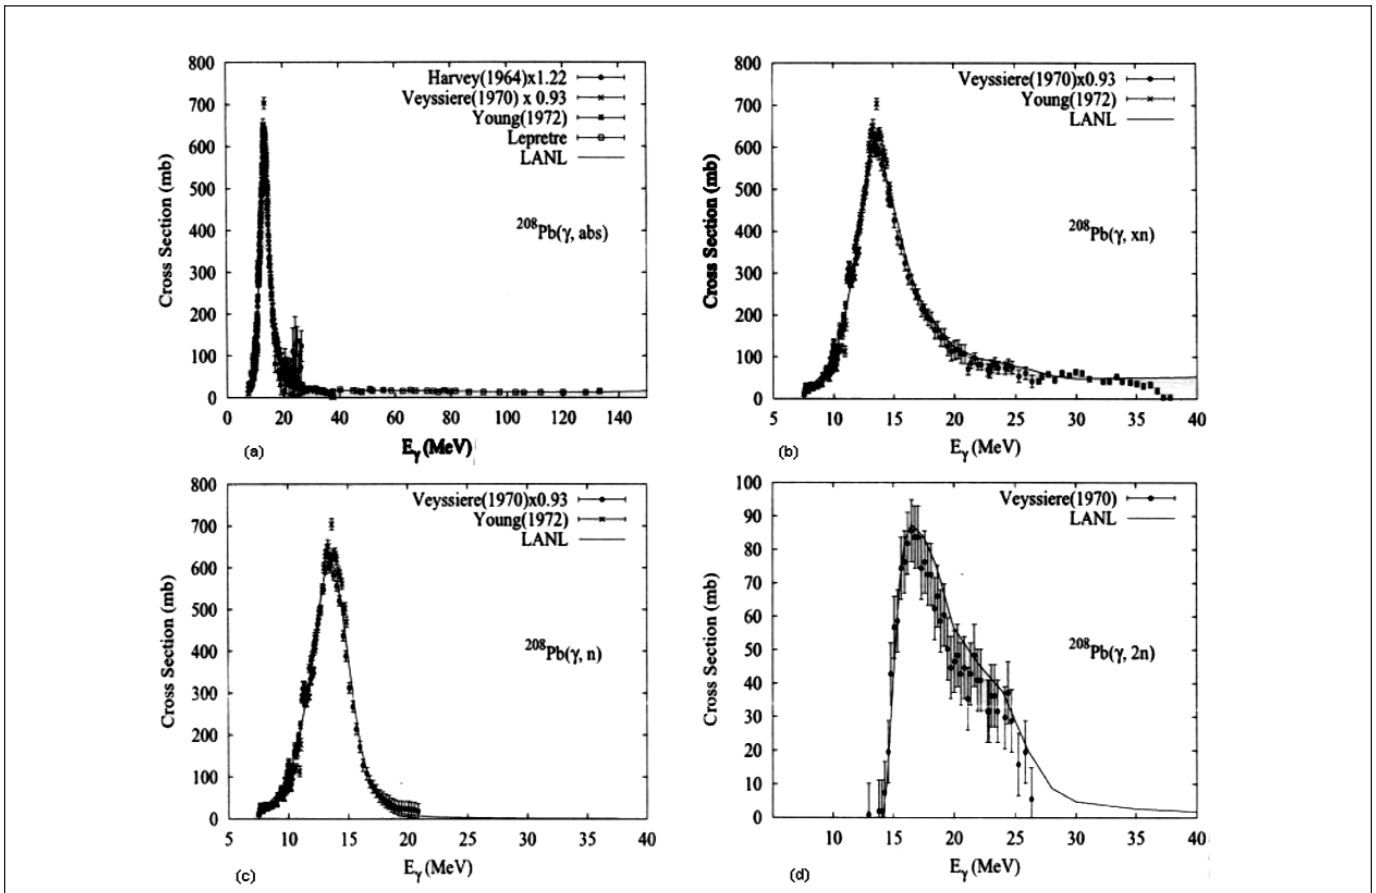 800
700
600
500
400
300
200
100
0
0 20 40 60 80 100 120 140
Cross Section (mb)
Harvey(1964)x1.22
Veyssiere(1970) x 0.93
Young(1972)
Lepretre
LANL
²⁰⁸Pb(γ, abs)
Eγ (MeV)
(a)
800
700
600
500
400
300
200
100
0
5 10 15 20 25 30 35 40
Cross Section (mb)
Veyssiere(1970)x0.93
Young(1972)
LANL
²⁰⁸Pb(γ, xn)
Eγ (MeV)
(b)
800
700
600
500
400
300
200
100
0
5 10 15 20 25 30 35 40
Cross Section (mb)
Veyssiere(1970)x0.93
Young(1972)
LANL
²⁰⁸Pb(γ, n)
Eγ (MeV)
(c)
100
90
80
70
60
50
40
30
20
10
0
10 15 20 25 30 35 40
Cross Section (mb)
Veyssiere(1970)
LANL
²⁰⁸Pb(γ, 2n)
Eγ (MeV)
(d)